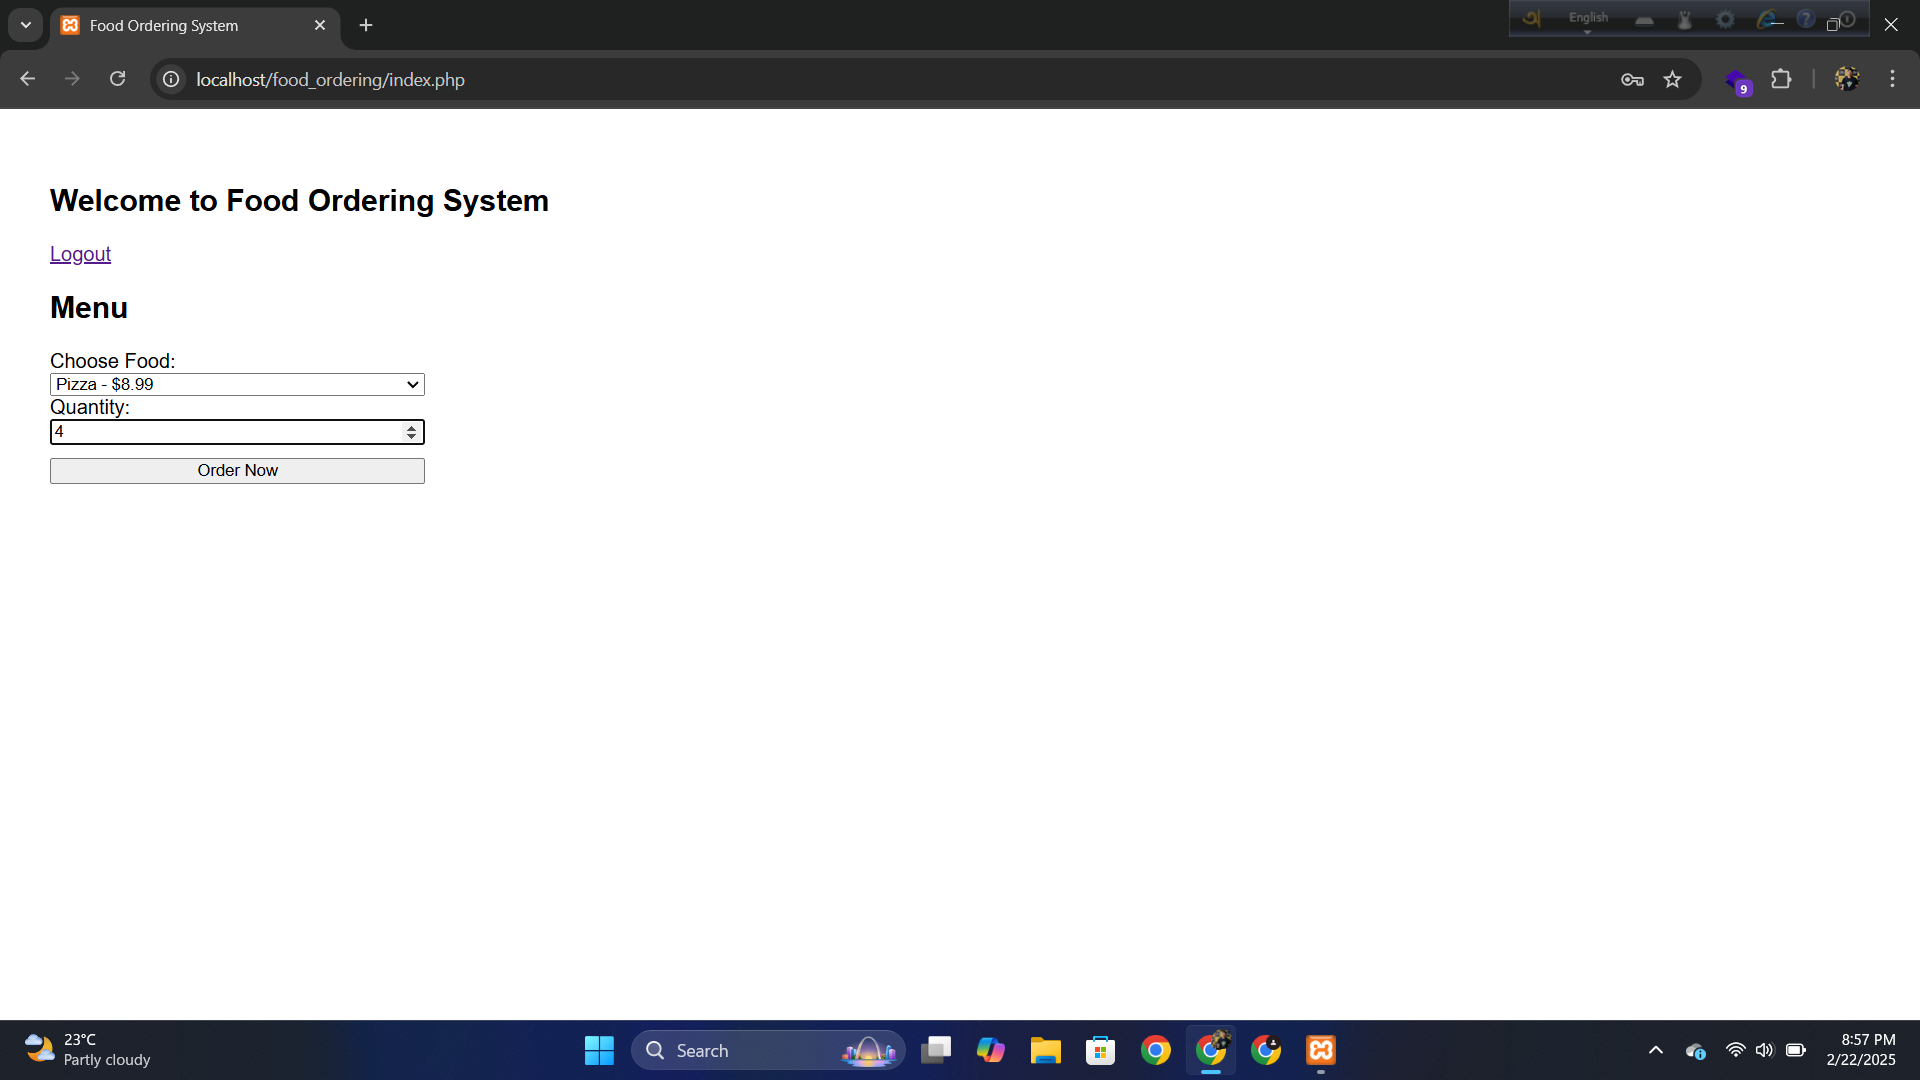 Food Ordering System
অ English
localhost/food_ordering/index.php
9
Welcome to Food Ordering System
Logout
Menu
Choose Food:
Pizza - $8.99
Quantity:
4
Order Now
23°C
Partly cloudy
Search
8:57 PM
2/22/2025